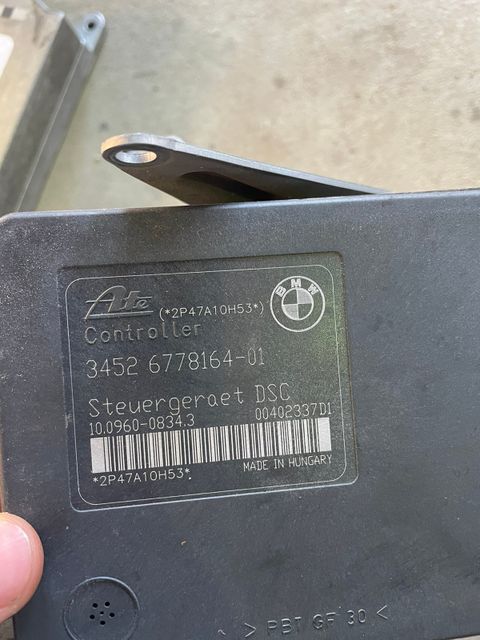 Ate (*2P47A10H53*) BMW
Controller
3452 6778164-01
Steuergeraet DSC
10.0960-0834.3 00402337D1
MADE IN HUNGARY
*2P47A10H53*
> PBT GF 30 <